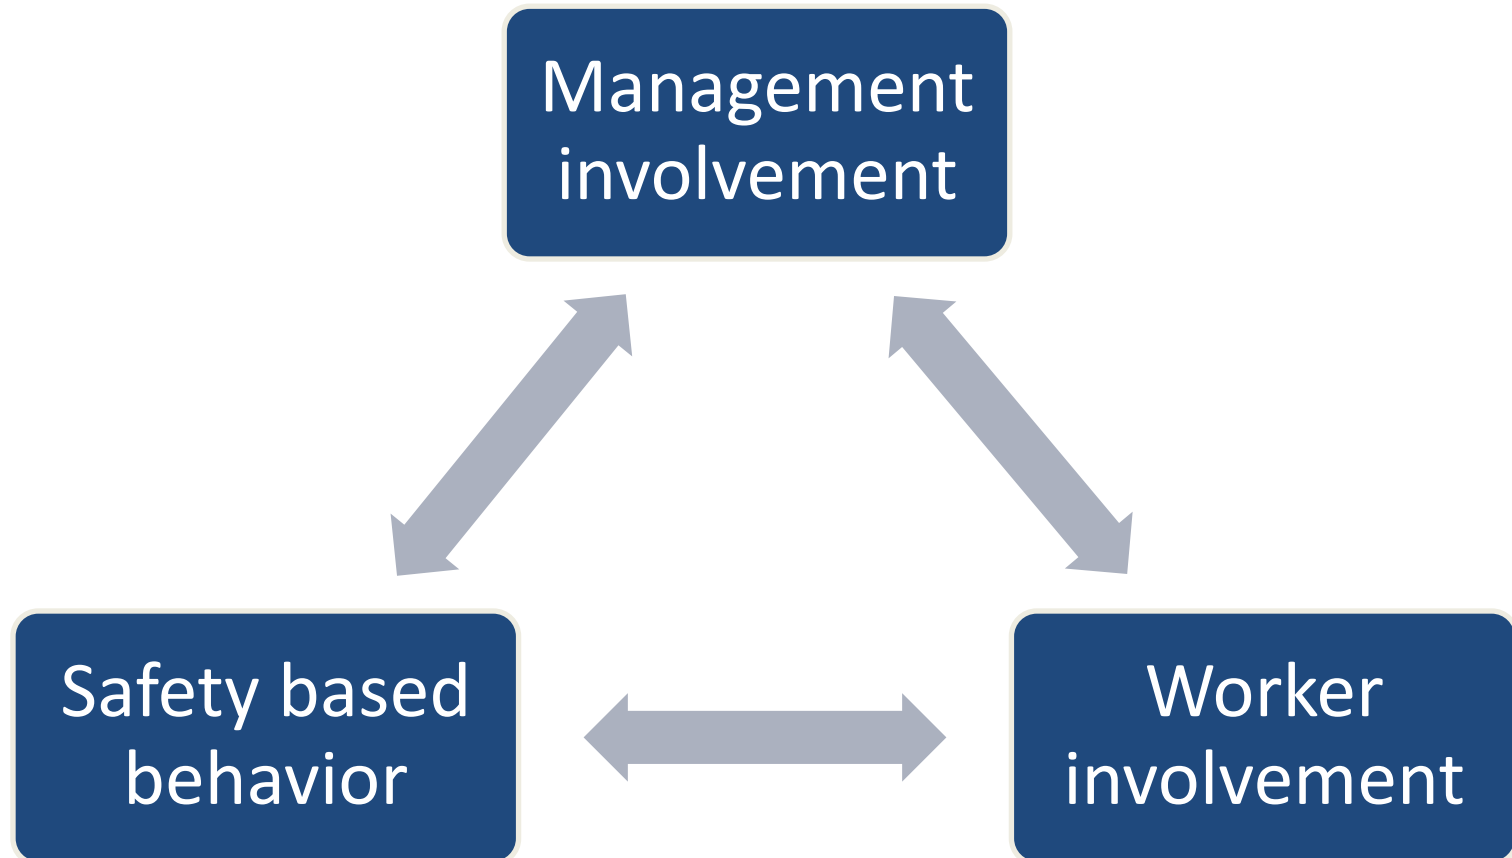 Management
involvement
Safety based
behavior
Worker
involvement